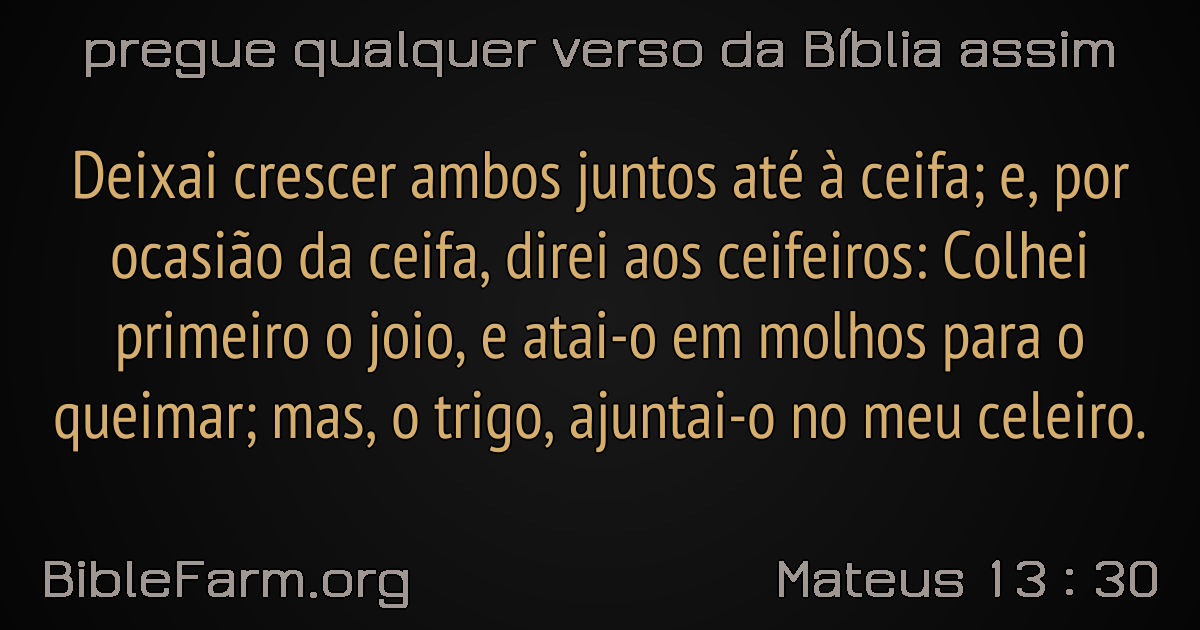 pregue qualquer verso da Bíblia assim
Deixai crescer ambos juntos até à ceifa; e, por
ocasião da ceifa, direi aos ceifeiros: Colhei
primeiro o joio, e atai-o em molhos para o
queimar; mas, o trigo, ajuntai-o no meu celeiro.
BibleFarm.org
Mateus 13 : 30